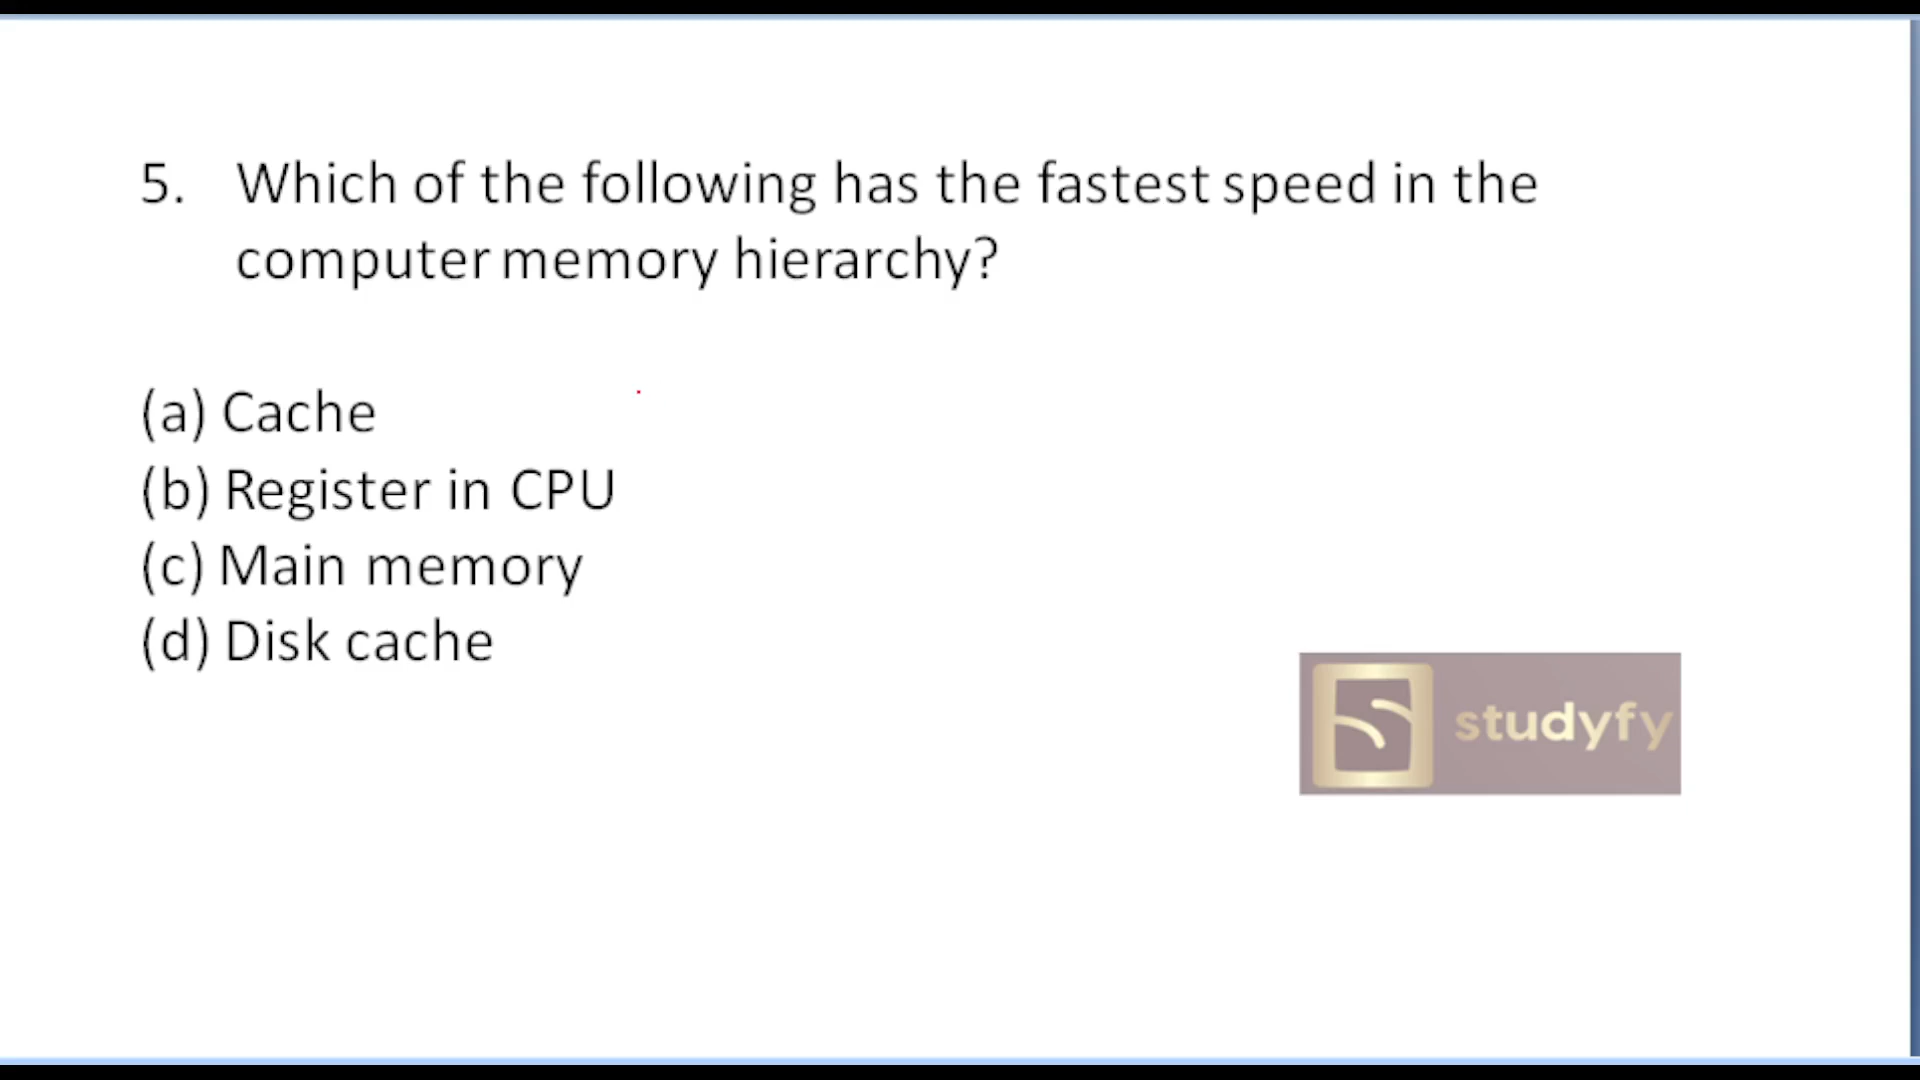 5. Which of the following has the fastest speed in the
computer memory hierarchy?
(a) Cache
(b) Register in CPU
(c) Main memory
(d) Disk cache
studyfy